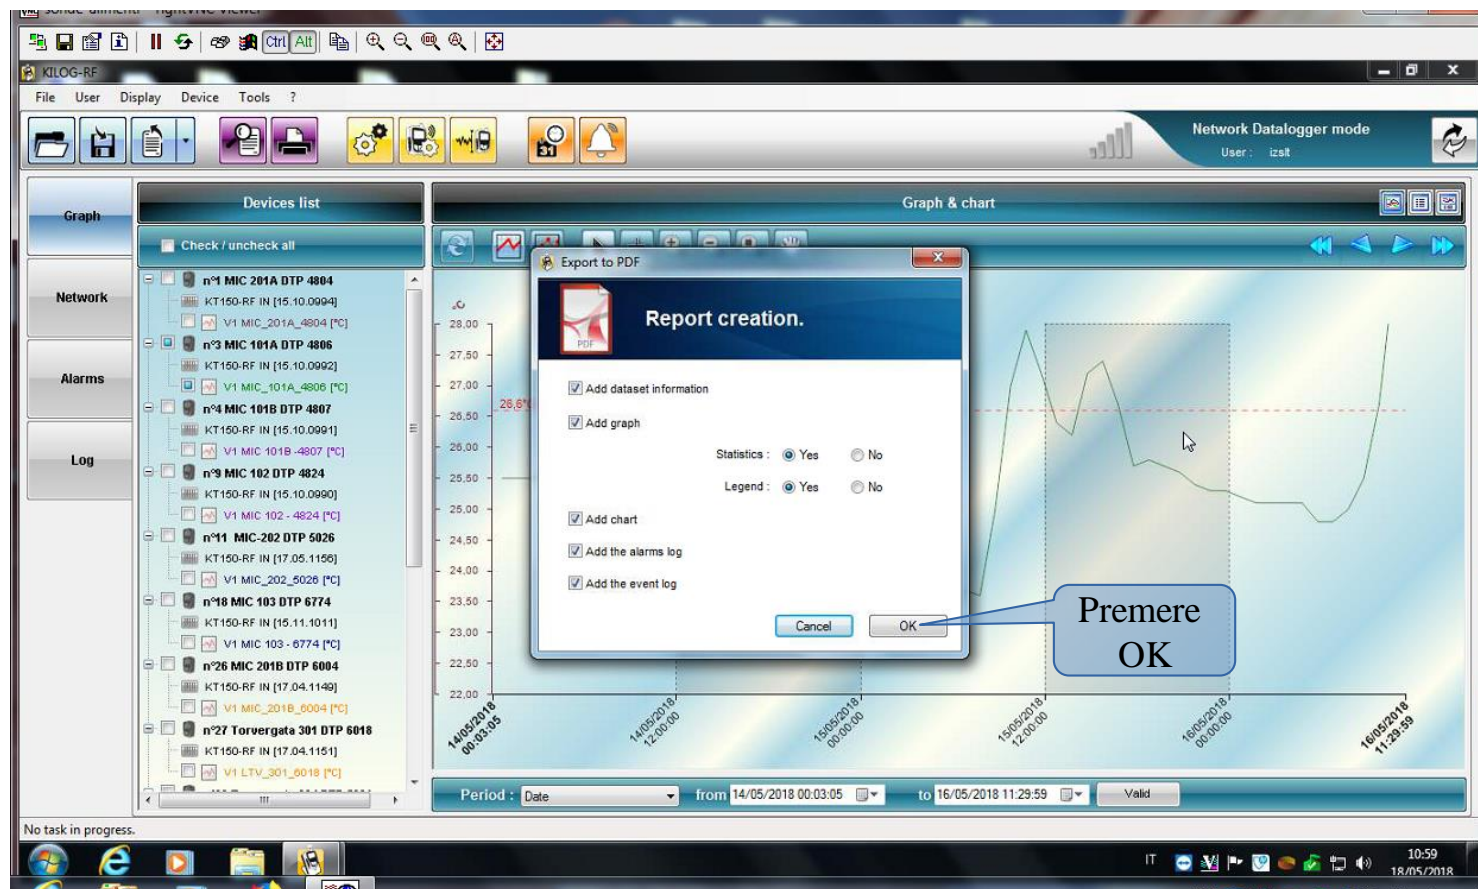 Ctrl Alt
KILOG-RF
File User Display Device Tools ?
31
Network Datalogger mode
User : izslt
Graph
Network
Alarms
Log
Devices list
Check / uncheck all
n°1 MIC 201A DTP 4804
KT150-RF IN [15.10.0994]
V1 MIC_201A_4804 [°C]
n°3 MIC 101A DTP 4806
KT150-RF IN [15.10.0992]
V1 MIC_101A_4806 [°C]
n°4 MIC 101B DTP 4807
KT150-RF IN [15.10.0991]
V1 MIC 101B -4807 [°C]
n°9 MIC 102 DTP 4824
KT150-RF IN [15.10.0990]
V1 MIC 102 - 4824 [°C]
n°11 MIC-202 DTP 5026
KT150-RF IN [17.05.1156]
V1 MIC_202_5026 [°C]
n°18 MIC 103 DTP 6774
KT150-RF IN [15.11.1011]
V1 MIC 103 - 6774 [°C]
n°26 MIC 201B DTP 6004
KT150-RF IN [17.04.1149]
V1 MIC_201B_6004 [°C]
n°27 Torvergata 301 DTP 6018
KT150-RF IN [17.04.1151]
V1 LTV_301_6018 [°C]
Graph & chart
°C
28,00
27,50
27,00
26,6°
26,50
26,00
25,50
25,00
24,50
24,00
23,50
23,00
22,50
22,00
14/05/2018
00:03:05
14/05/2018
12:00:00
15/05/2018
00:00:00
15/05/2018
12:00:00
16/05/2018
00:00:00
16/05/2018
11:29:59
Export to PDF
PDF
Report creation.
Add dataset information
Add graph
Statistics : Yes No
Legend : Yes No
Add chart
Add the alarms log
Add the event log
Cancel OK
Premere
OK
Period : Date from 14/05/2018 00:03:05 to 16/05/2018 11:29:59 Valid
No task in progress.
IT
10:59
18/05/2018